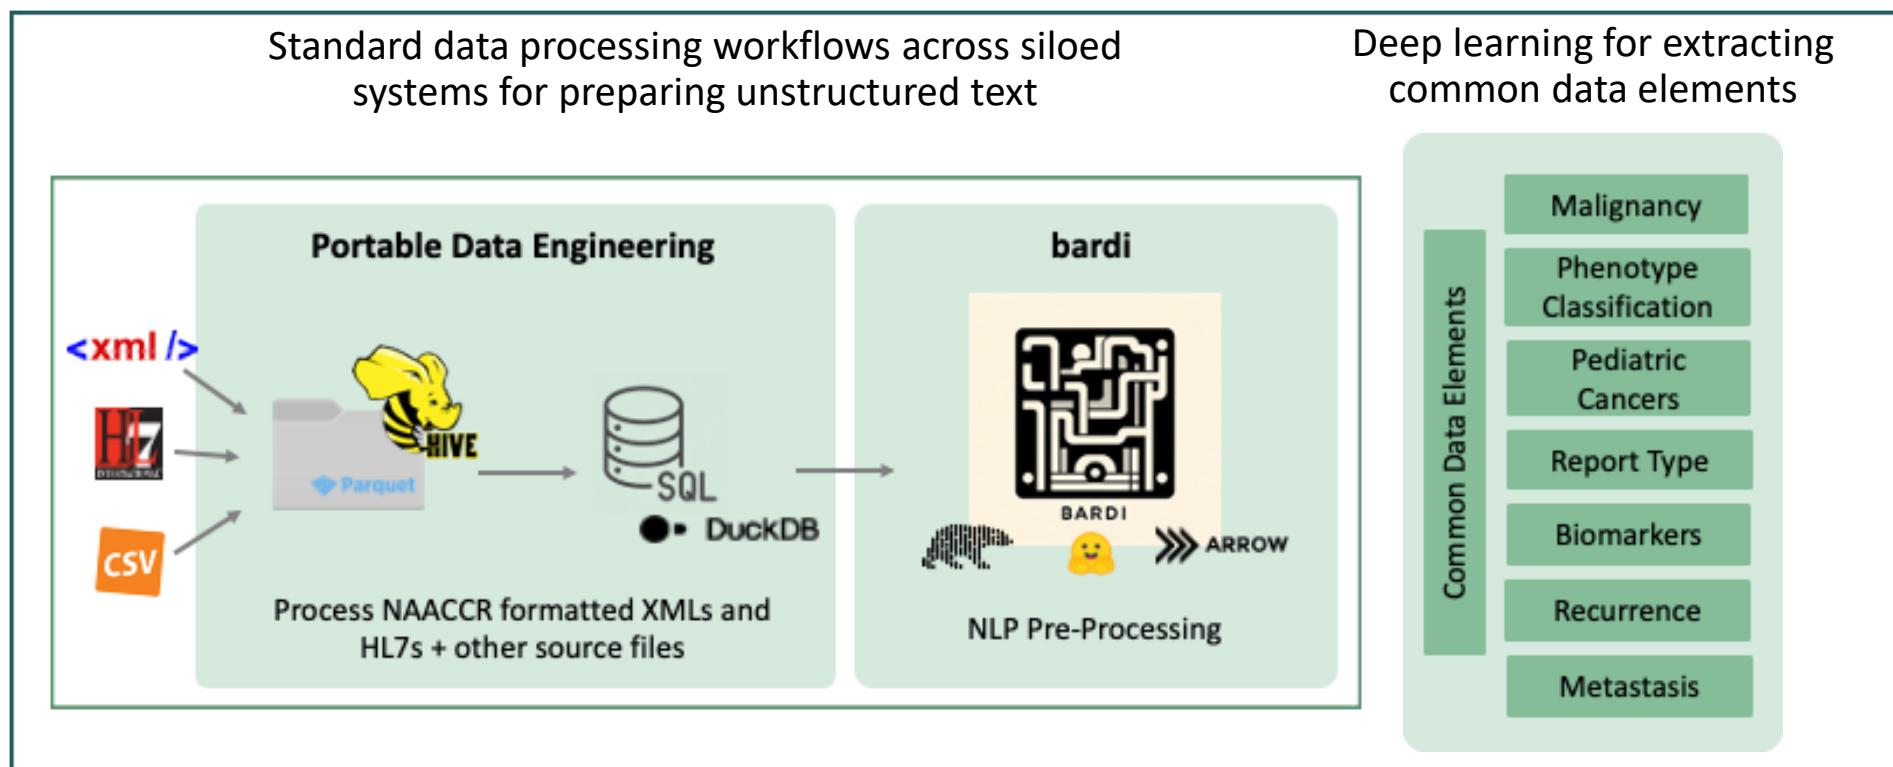 Standard data processing workflows across siloed
systems for preparing unstructured text
Deep learning for extracting
common data elements
Portable Data Engineering
bardi
<xml />
HL7
INTERNATIONAL
CSV
HIVE
Parquet
SQL
DuckDB
BARDI
ARROW
Process NAACCR formatted XMLs and
HL7s + other source files
NLP Pre-Processing
Common Data Elements
Malignancy
Phenotype
Classification
Pediatric
Cancers
Report Type
Biomarkers
Recurrence
Metastasis